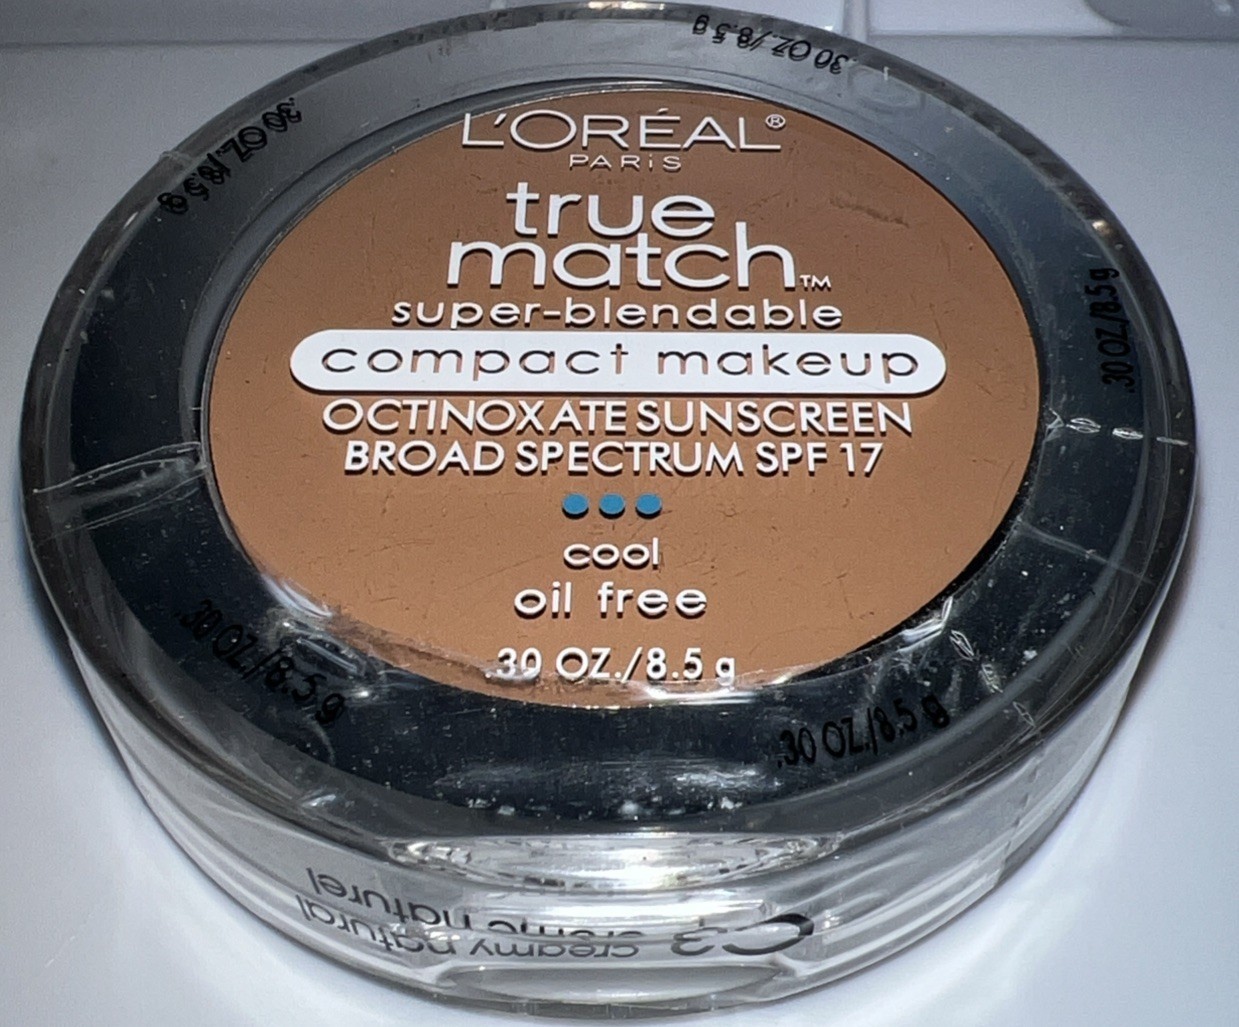 L'ORÉAL®
PARiS
true
match™
super-blendable
compact makeup
OCTINOXATE SUNSCREEN
BROAD SPECTRUM SPF 17
cool
oil free
.30 OZ./8.5 g
.30 OZ./8.5 g
.30 OZ./8.5 g
.30 OZ./8.5 g
.30 OZ./8.5 g
.30 OZ./8.5 g
C3 creamy natural
crème naturel